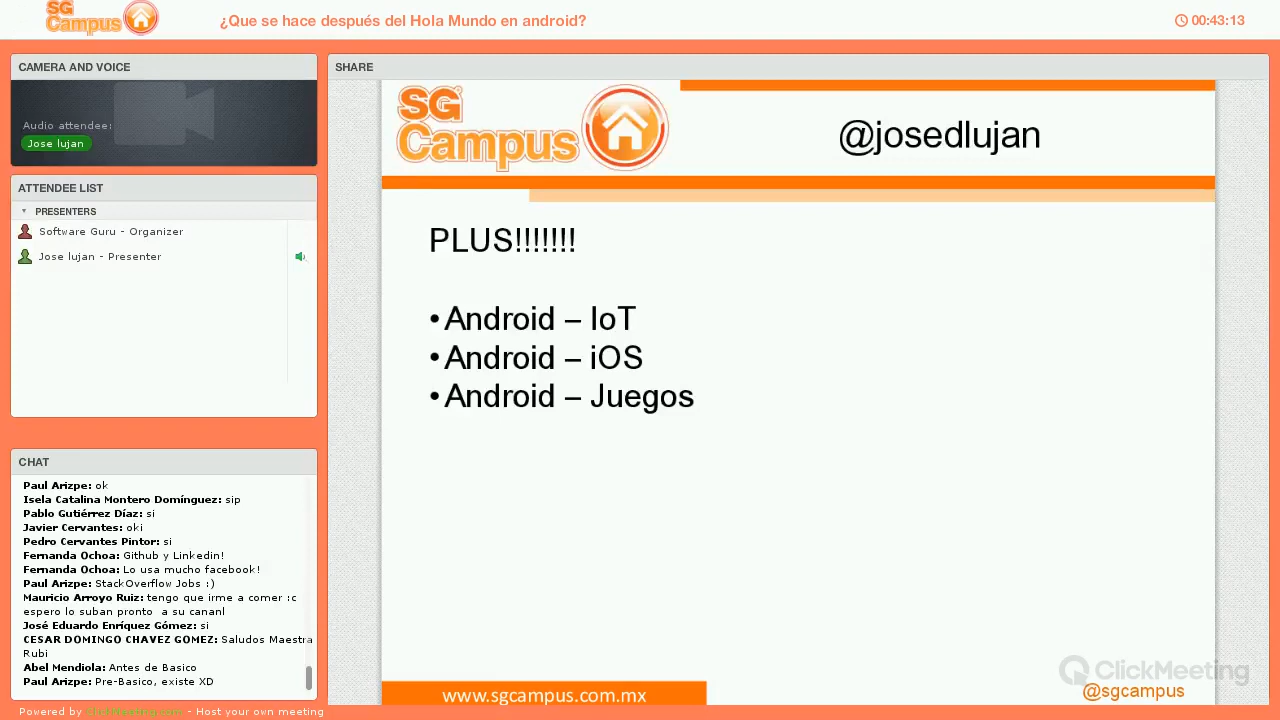 SG Campus
¿Que se hace después del Hola Mundo en android?
00:43:13
CAMERA AND VOICE
Audio attendee:
Jose lujan
ATTENDEE LIST
PRESENTERS
Software Guru - Organizer
Jose lujan - Presenter
CHAT
Paul Arizpe: ok
Isela Catalina Montero Domínguez: sip
Pablo Gutiérrez Díaz: si
Javier Cervantes: oki
Pedro Cervantes Pintor: si
Fernanda Ochoa: Github y Linkedin!
Fernanda Ochoa: Lo usa mucho facebook!
Paul Arizpe: StackOverflow Jobs :)
Mauricio Arroyo Ruiz: tengo que irme a comer :c
espero lo suban pronto a su cananl
José Eduardo Enríquez Gómez: si
CESAR DOMINGO CHAVEZ GOMEZ: Saludos Maestra
Rubi
Abel Mendiola: Antes de Basico
Paul Arizpe: Pre-Basico, existe XD
Powered by ClickMeeting.com - Host your own meeting
SHARE
SG
Campus
@josedlujan
PLUS!!!!!!!
•Android – IoT
•Android – iOS
•Android – Juegos
www.sgcampus.com.mx
ClickMeeting
@sgcampus